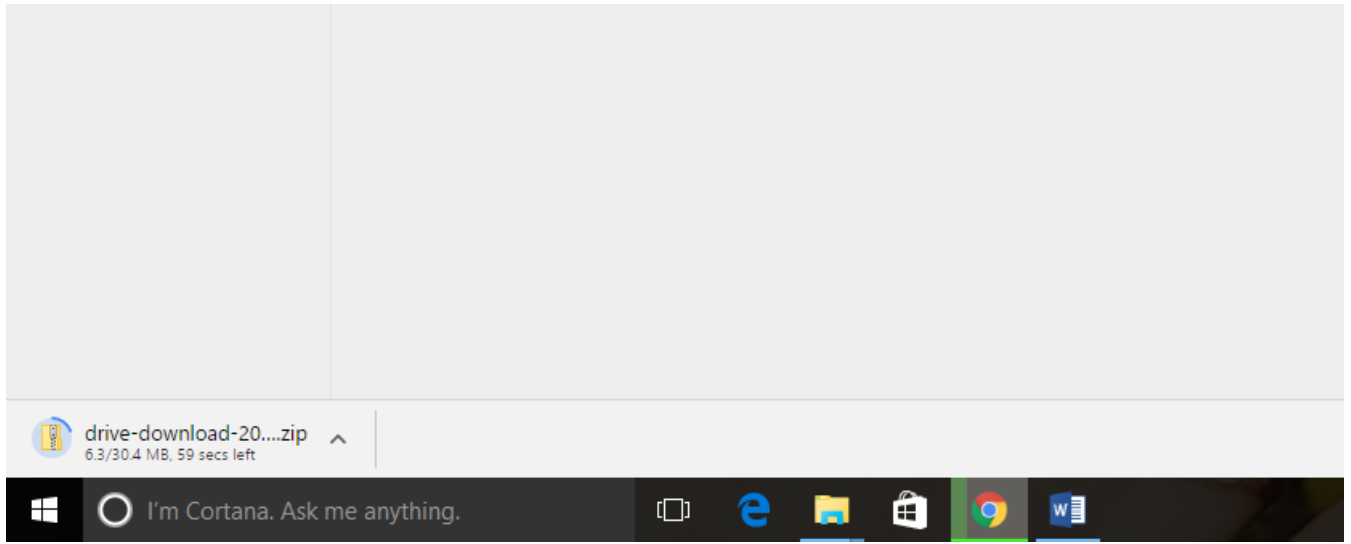 drive-download-20....zip
6.3/30.4 MB, 59 secs left
I'm Cortana. Ask me anything.